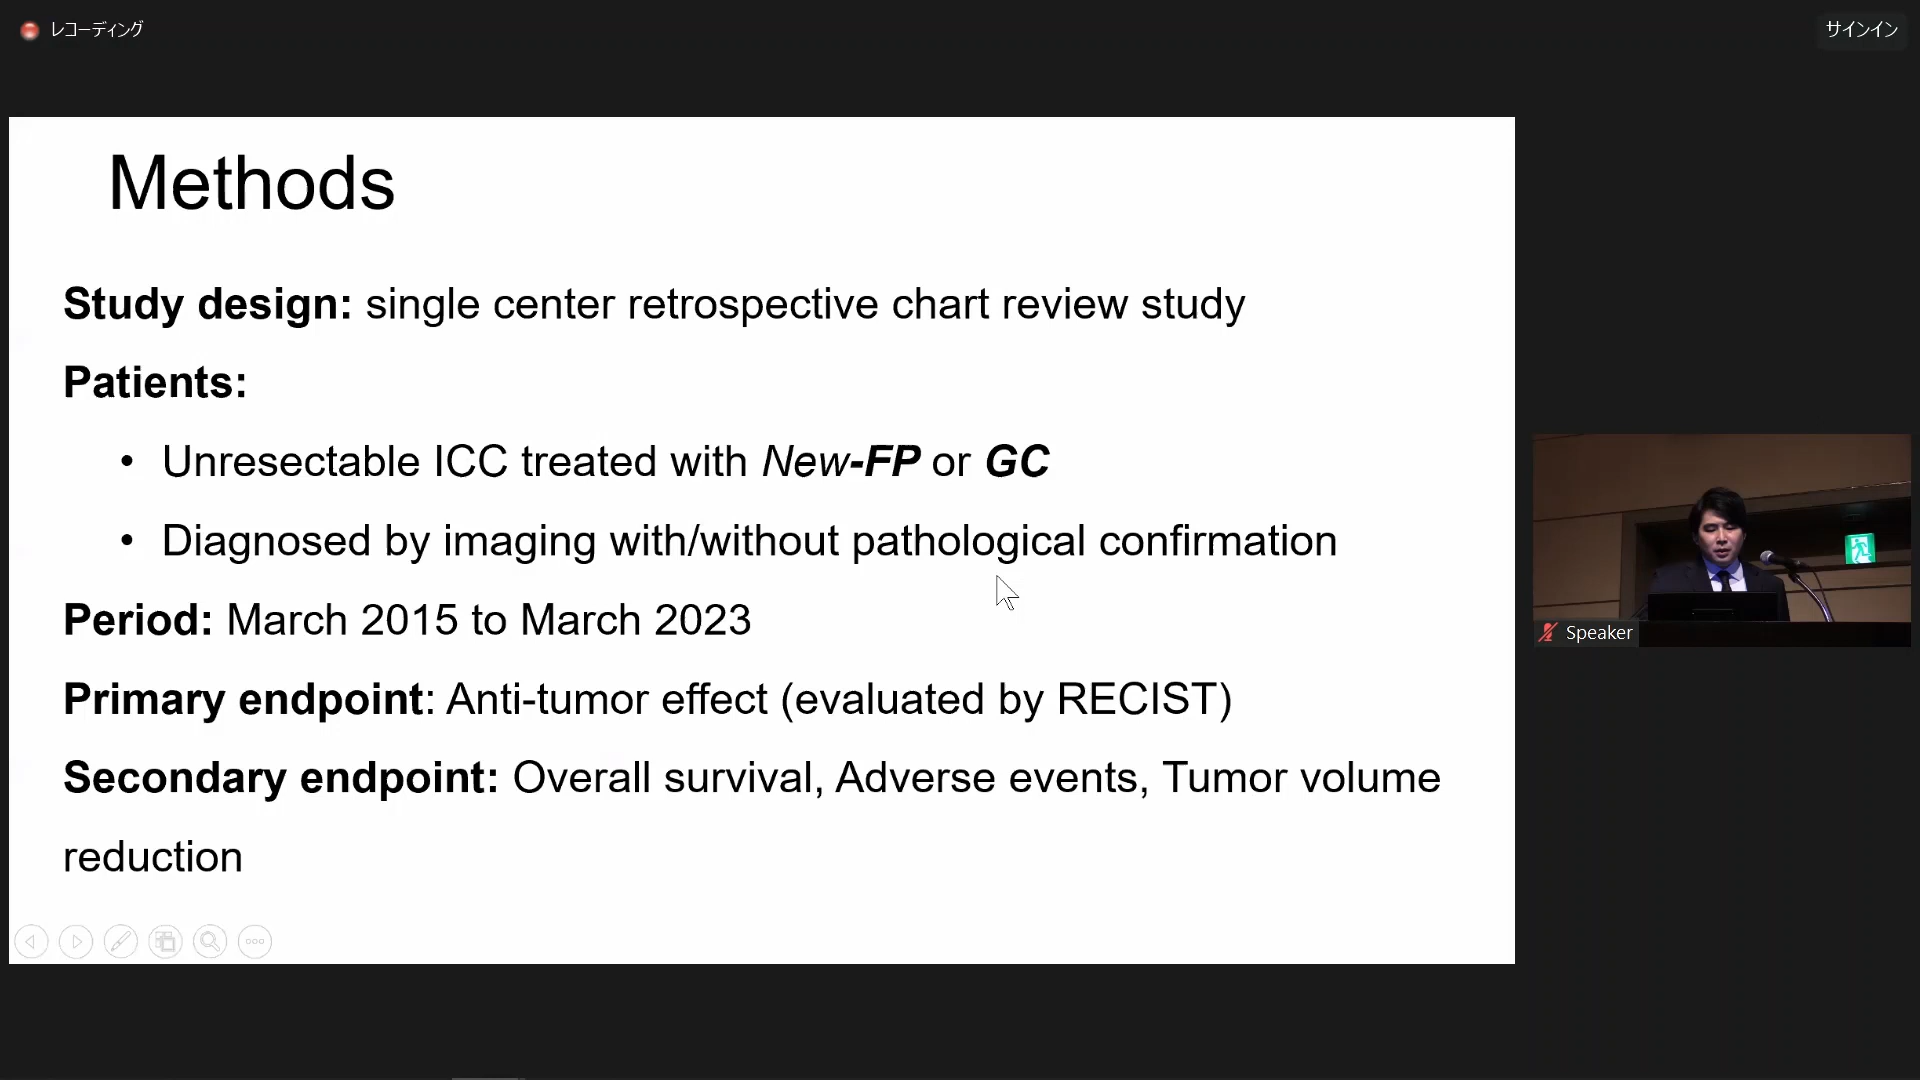 レコーディング
サインイン
Methods
Study design: single center retrospective chart review study
Patients:
• Unresectable ICC treated with New-FP or GC
• Diagnosed by imaging with/without pathological confirmation
Period: March 2015 to March 2023
Primary endpoint: Anti-tumor effect (evaluated by RECIST)
Secondary endpoint: Overall survival, Adverse events, Tumor volume
reduction
Speaker